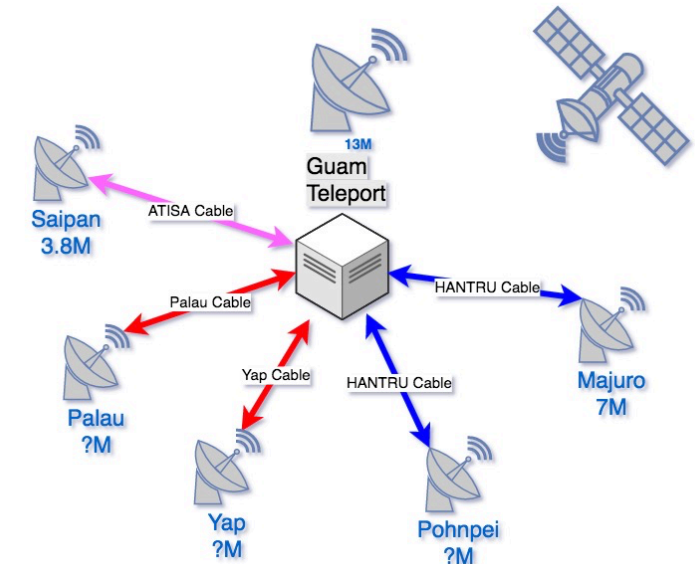 13M
Guam
Teleport
Saipan
3.8M
ATISA Cable
Palau Cable
HANTRU Cable
Yap Cable
HANTRU Cable
Majuro
7M
Palau
?M
Yap
?M
Pohnpei
?M